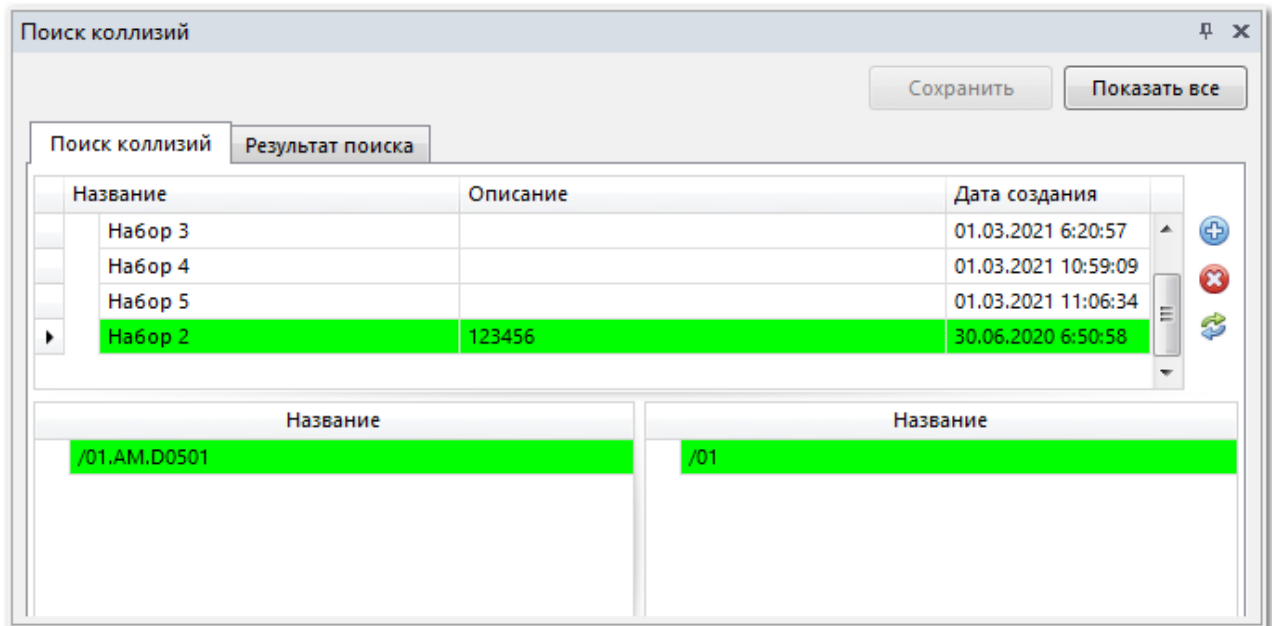 Поиск коллизий
Сохранить Показать все
Поиск коллизий Результат поиска
Название Описание Дата создания
Набор 3 01.03.2021 6:20:57
Набор 4 01.03.2021 10:59:09
Набор 5 01.03.2021 11:06:34
Набор 2 123456 30.06.2020 6:50:58
Название Название
/01.AM.D0501 /01